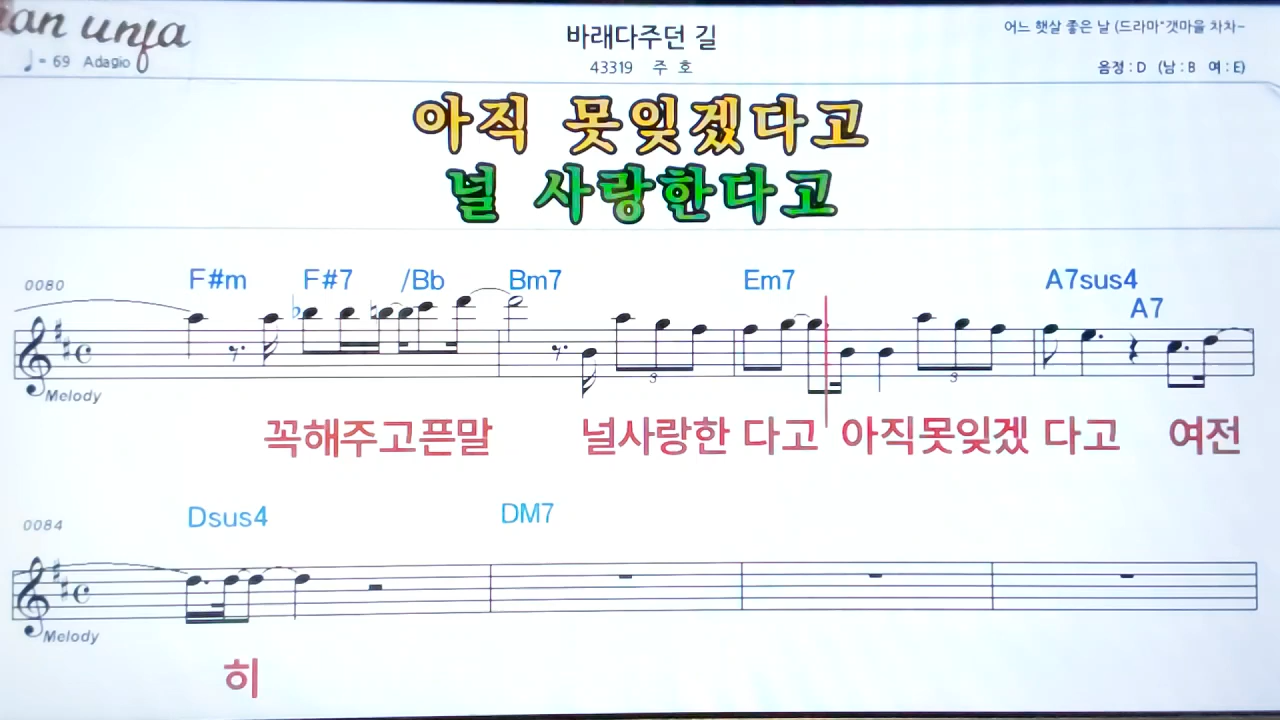 an unja
♩ = 69 Adagio
바래다주던 길
43319 주 호
어느 햇살 좋은 날 (드라마"갯마을 차차~
음정 : D (남 : B 여 : E)
아직 못잊겠다고
널 사랑한다고
0080 F#m F#7 /Bb Bm7 Em7 A7sus4 A7
3 3
Melody
꼭해주고픈말 널사랑한 다고 아직못잊겠 다고 여전
0084 Dsus4 DM7
Melody
히